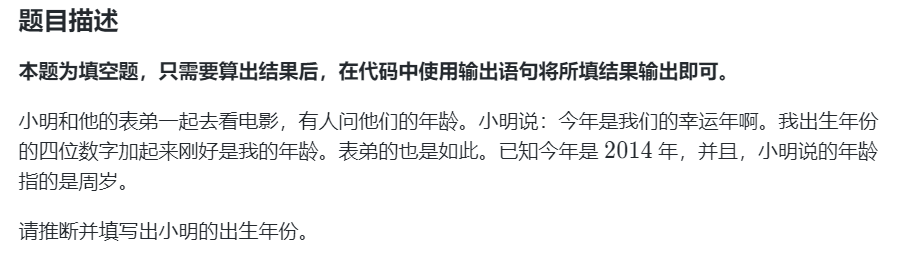 题目描述
本题为填空题，只需要算出结果后，在代码中使用输出语句将所填结果输出即可。
小明和他的表弟一起去看电影，有人问他们的年龄。小明说：今年是我们的幸运年啊。我出生年份
的四位数字加起来刚好是我的年龄。表弟的也是如此。已知今年是 2014 年，并且，小明说的年龄
指的是周岁。
请推断并填写出小明的出生年份。